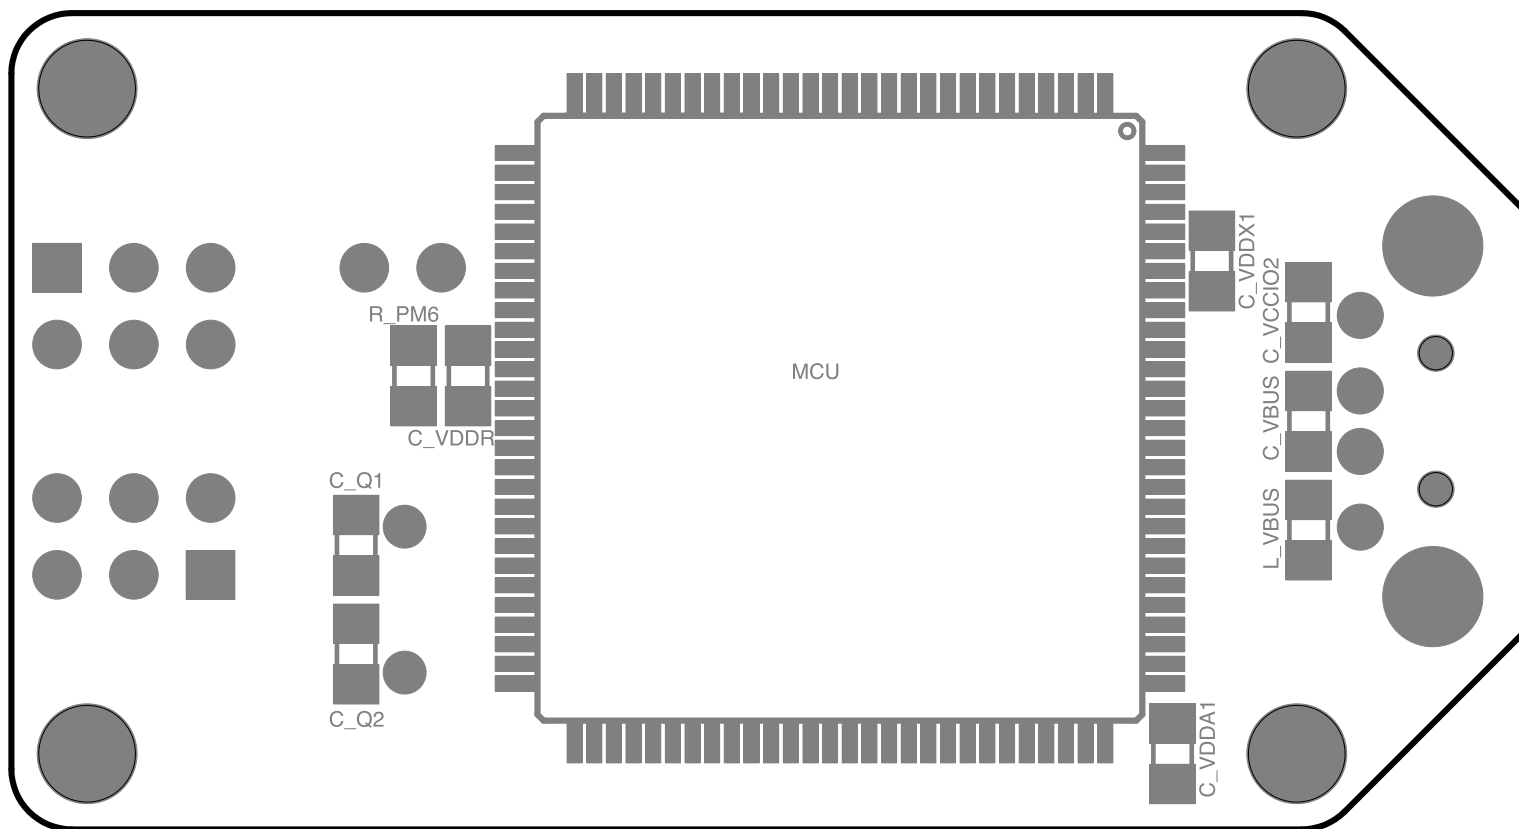 C_VDDX1
C_VCCIO2
R_PM6
MCU
C_VBUS
C_VDDR
C_Q1
L_VBUS
C_Q2
C_VDDA1